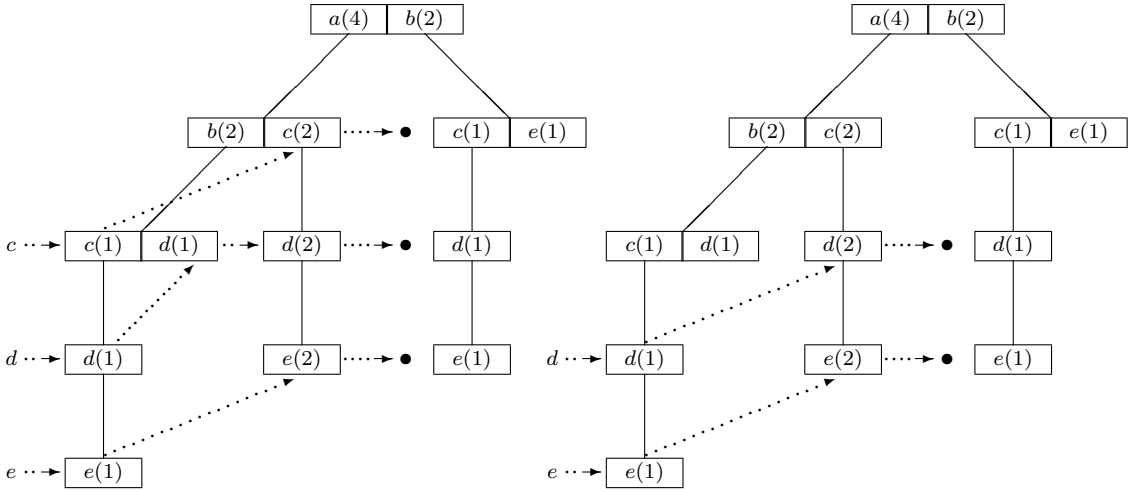 a(4) b(2) a(4) b(2)
b(2) c(2) c(1) e(1) b(2) c(2) c(1) e(1)
c c(1) d(1) d(2) d(1) c(1) d(1) d(2) d(1)
d d(1) e(2) e(1) d d(1) e(2) e(1)
e e(1) e e(1)